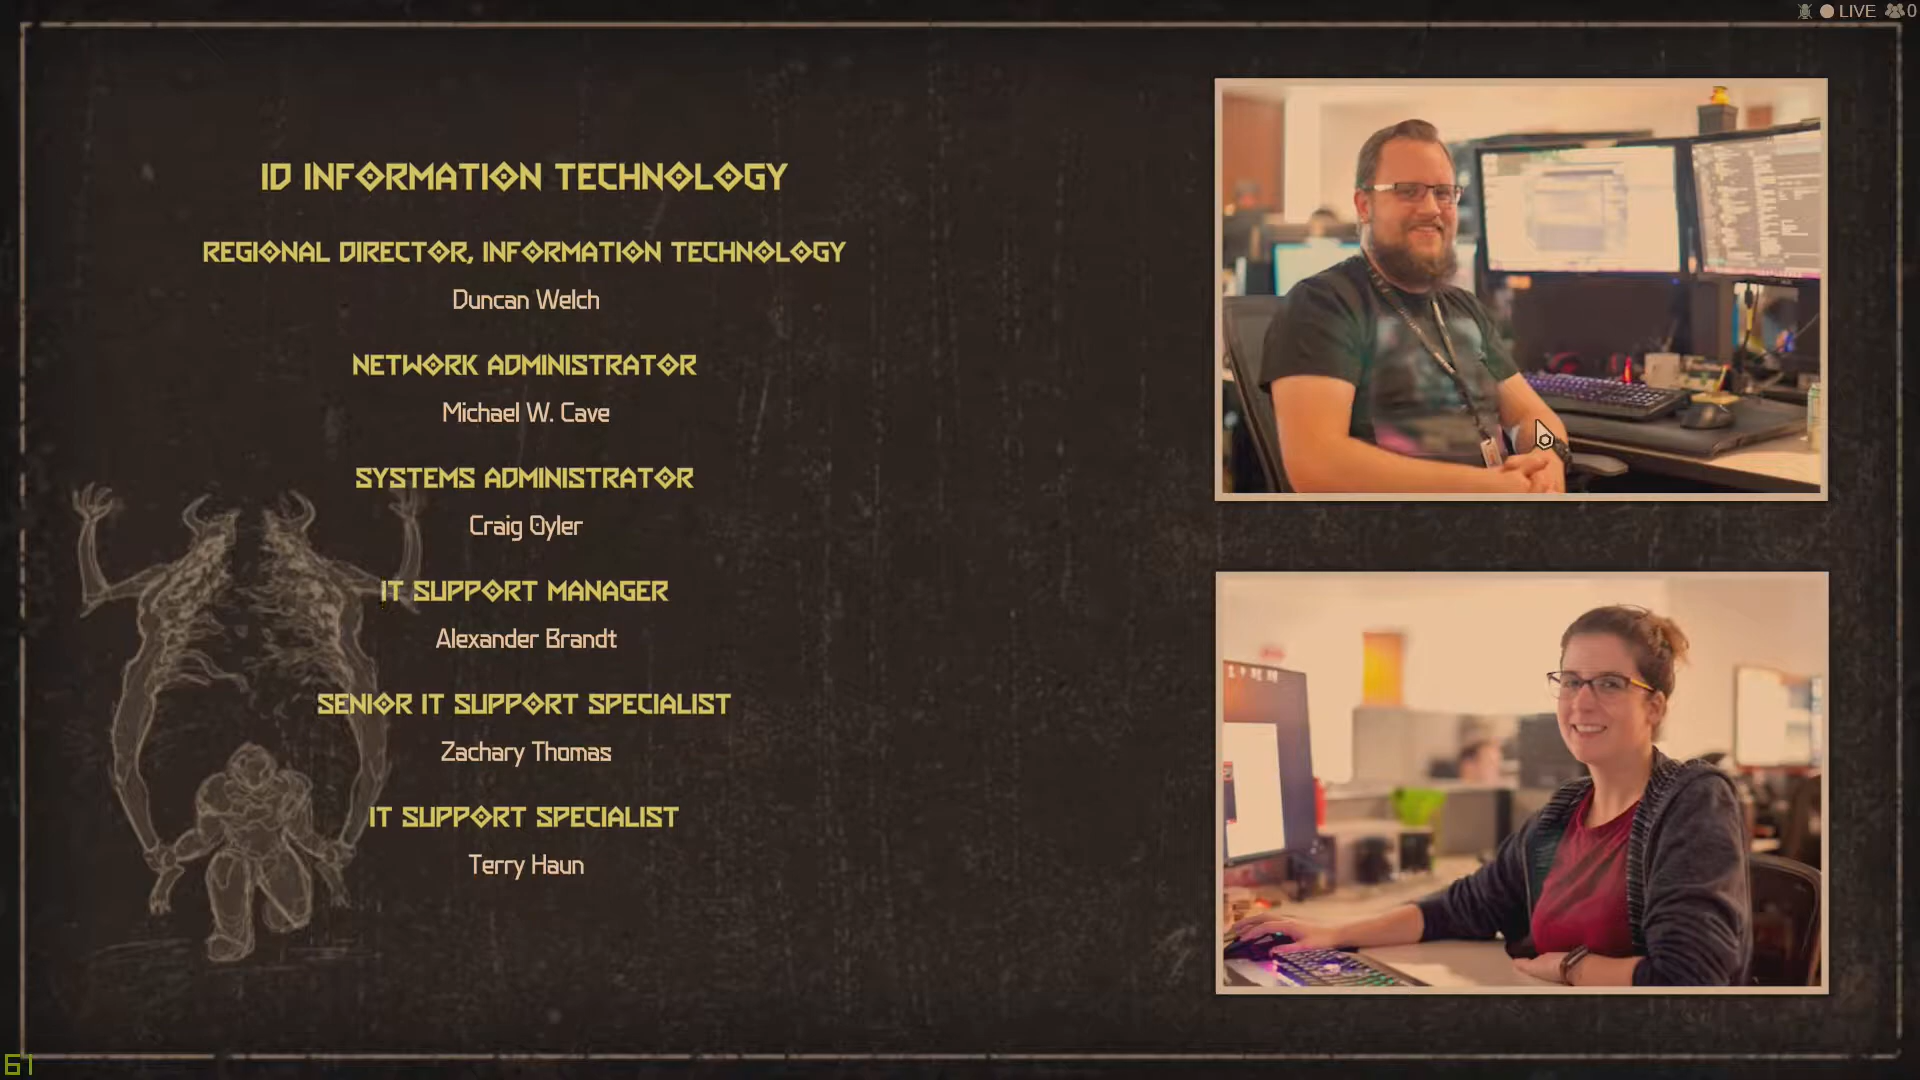 LIVE 0
ID INFORMATION TECHNOLOGY
REGIONAL DIRECTOR, INFORMATION TECHNOLOGY
Duncan Welch
NETWORK ADMINISTRATOR
Michael W. Cave
SYSTEMS ADMINISTRATOR
Craig Oyler
IT SUPPORT MANAGER
Alexander Brandt
SENIOR IT SUPPORT SPECIALIST
Zachary Thomas
IT SUPPORT SPECIALIST
Terry Haun
61